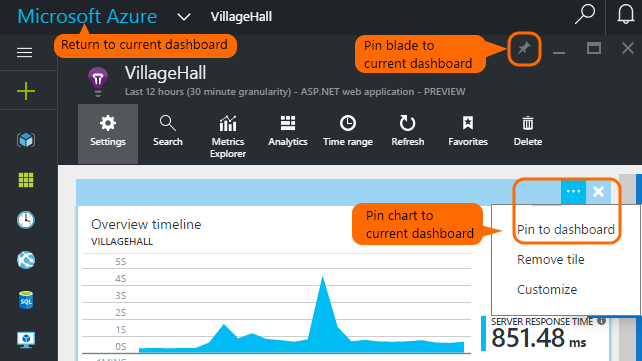 Microsoft Azure VillageHall
Return to current dashboard
Pin blade to
current dashboard
VillageHall
Last 12 hours (30 minute granularity) - ASP.NET web application - PREVIEW
Settings Search Metrics Explorer Analytics Time range Refresh Favorites Delete
Overview timeline
VILLAGEHALL
Pin chart to
current dashboard
Pin to dashboard
Remove tile
Customize
5S
4S
3S
2S
1S
0S
SERVER RESPONSE TIME
851.48 ms
SQL